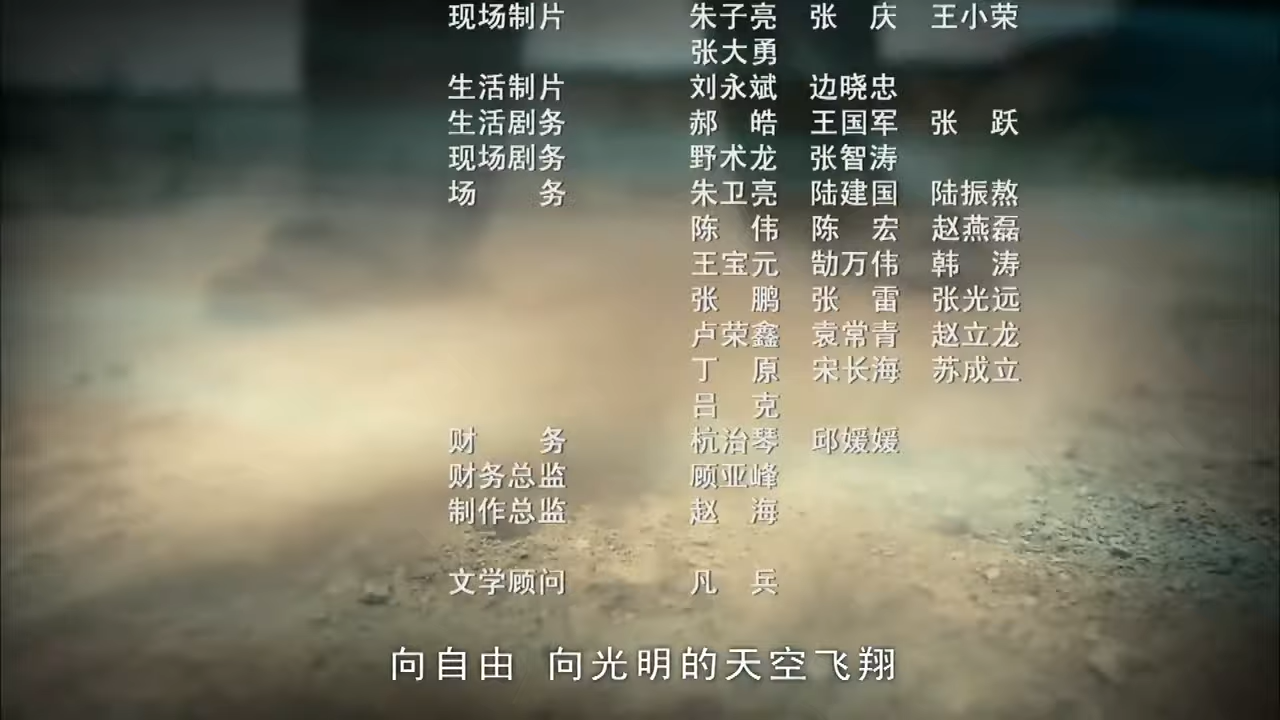 现场制片 朱子亮 张 庆 王小荣
张大勇
生活制片 刘永斌 边晓忠
生活剧务 郝 皓 王国军 张 跃
现场剧务 野术龙 张智涛
场 务 朱卫亮 陆建国 陆振熬
陈 伟 陈 宏 赵燕磊
王宝元 勏万伟 韩 涛
张 鹏 张 雷 张光远
卢荣鑫 袁常青 赵立龙
丁 原 宋长海 苏成立
吕 克
财 务 杭治琴 邱媛媛
财务总监 顾亚峰
制作总监 赵 海
文学顾问 凡 兵
向自由 向光明的天空飞翔